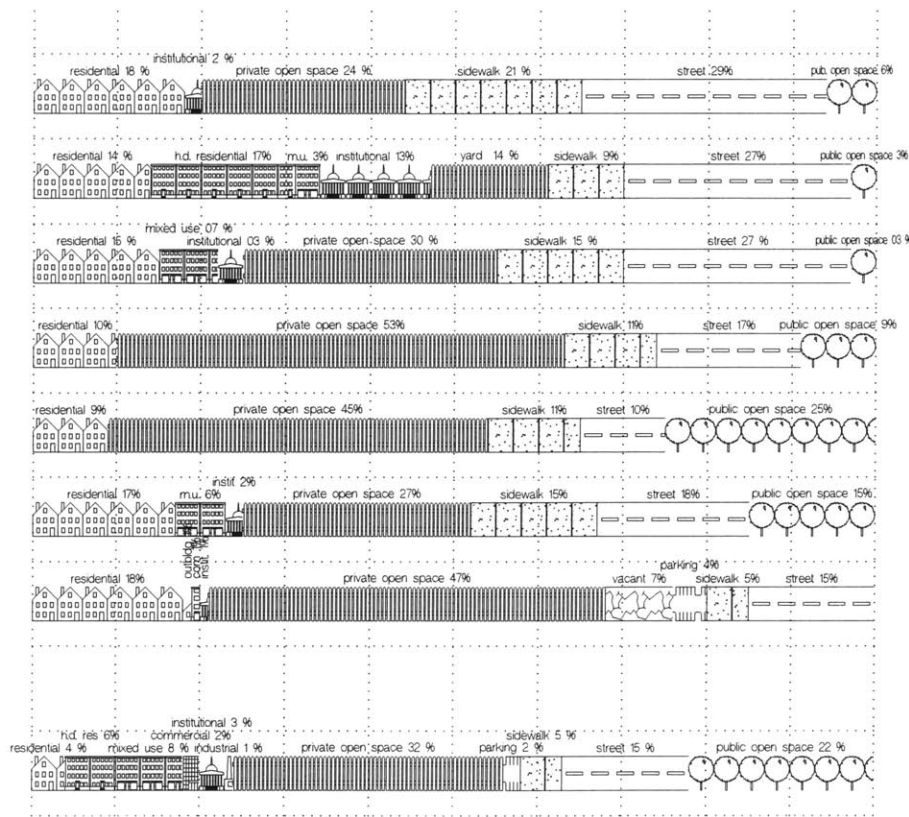 institutional 2 %
residential 18 % private open space 24 % sidewalk 21 % street 29% pub. open space 6%
residential 14 % h.d. residential 17% m.u. 3% institutional 13% yard 14 % sidewalk 9% street 27% public open space 3%
mixed use 07 %
residential 15 % institutional 03 % private open space 30 % sidewalk 15 % street 27 % public open space 03 %
residential 10% private open space 53% sidewalk 11% street 17% public open space 9%
residential 9% private open space 45% sidewalk 11% street 10% public open space 25%
instit 2%
residential 17% m.u. 6% private open space 27% sidewalk 15% street 18% public open space 15%
outbldg.
instit. 1%
parking 4%
residential 18% private open space 47% vacant 7% sidewalk 5% street 15%
institutional 3 %
h.d. res 6% commercial 2% sidewalk 5 %
residential 4 % mixed use 8 % industrial 1 % private open space 32 % parking 2 % street 15 % public open space 22 %